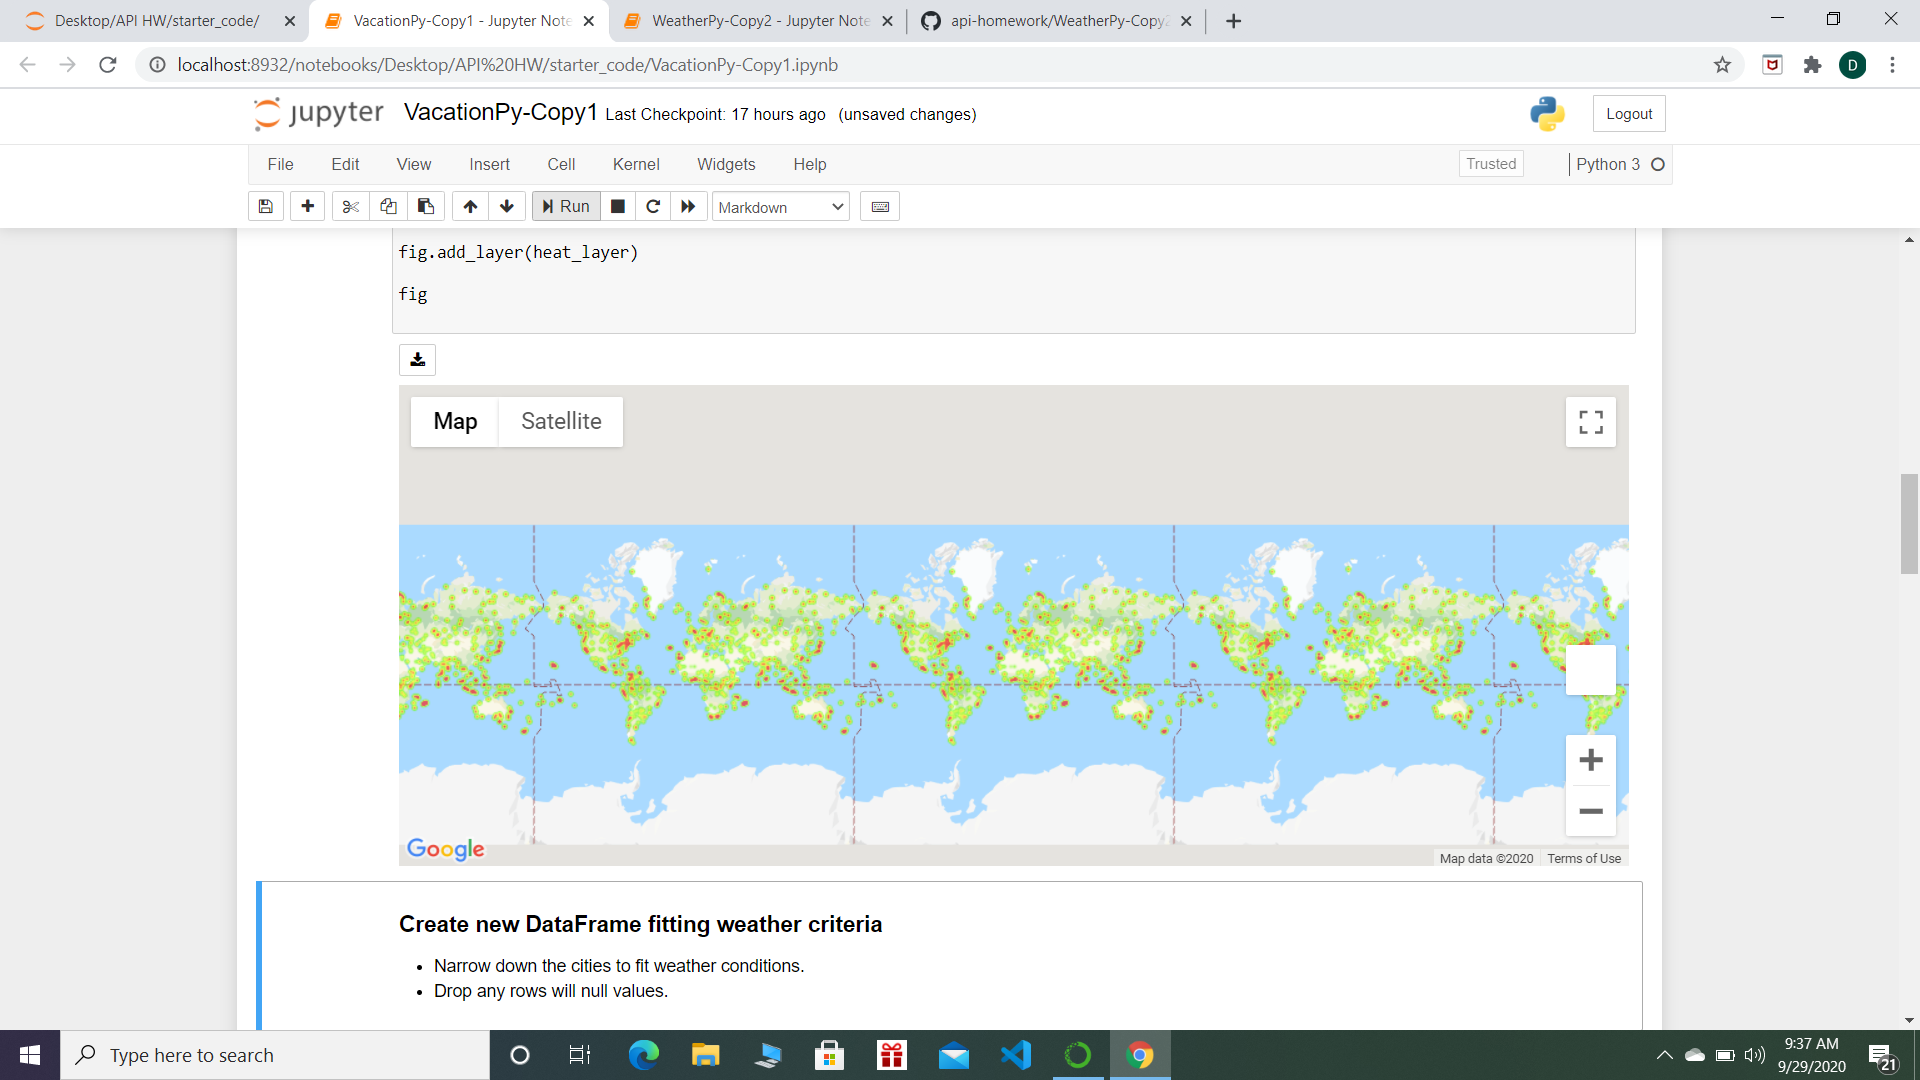 Desktop/API HW/starter_code/
VacationPy-Copy1 - Jupyter Note
WeatherPy-Copy2 - Jupyter Note
api-homework/WeatherPy-Copy2
localhost:8932/notebooks/Desktop/API%20HW/starter_code/VacationPy-Copy1.ipynb
D
jupyter VacationPy-Copy1 Last Checkpoint: 17 hours ago (unsaved changes)
Logout
File Edit View Insert Cell Kernel Widgets Help
Trusted
Python 3
Run
Markdown
fig.add_layer(heat_layer)
fig
Map Satellite
Google
Map data ©2020 Terms of Use
Create new DataFrame fitting weather criteria
Narrow down the cities to fit weather conditions.
Drop any rows will null values.
Type here to search
9:37 AM
9/29/2020
21